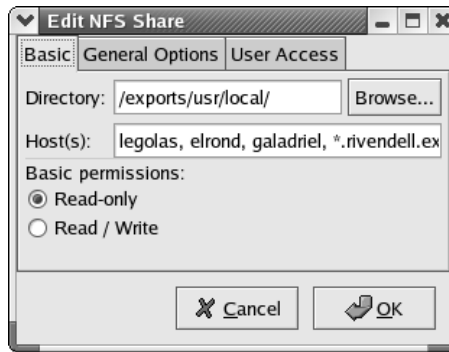 Edit NFS Share
Basic General Options User Access
Directory: /exports/usr/local/ Browse...
Host(s): legolas, elrond, galadriel, *.rivendell.ex
Basic permissions:
Read-only
Read / Write
Cancel OK